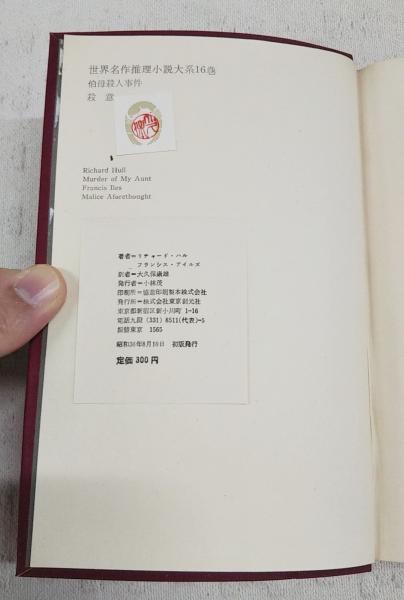 世界名作推理小説大系16巻
伯母殺人事件
殺意
Richard Hull
Murder of My Aunt
Francis Iles
Malice Aforethought
著者=リチャード・ハル
フランシス・アイルズ
訳者=大久保康雄
発行者=小林茂
印刷所=協進印刷製本株式会社
発行所=株式会社東京創元社
東京都新宿区新小川町 1-16
電話九段 (331) 8511(代表)-5
振替東京 1565
昭和36年8月10日 初版発行
定価 300 円